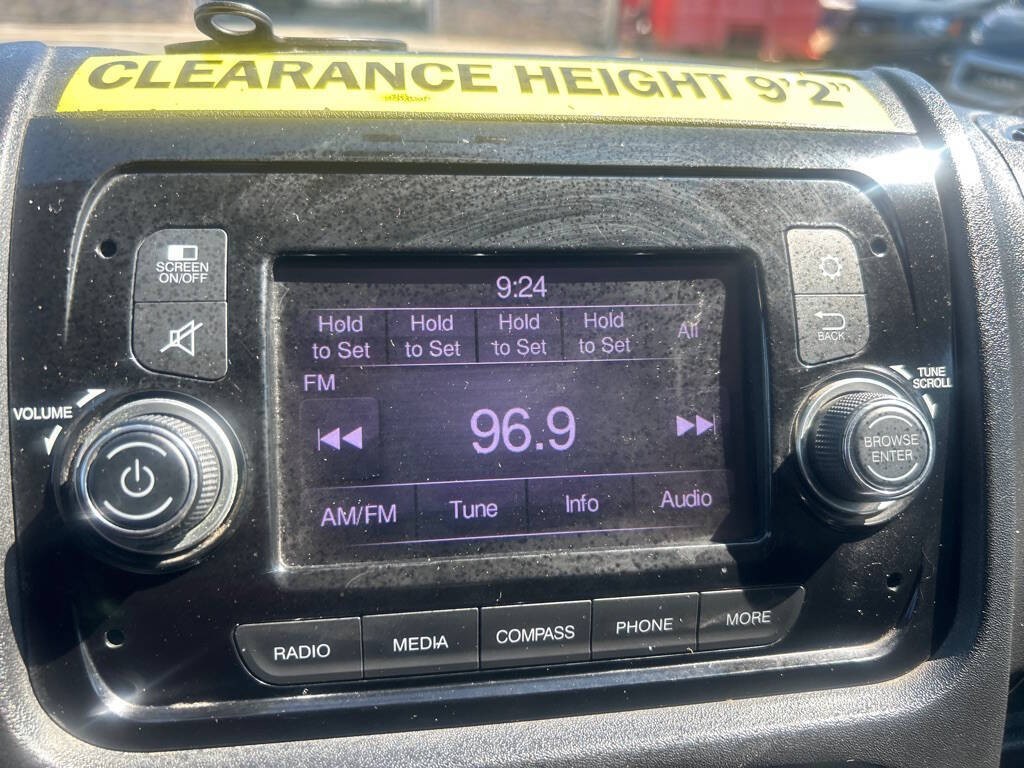 CLEARANCE HEIGHT 9'2"
SCREEN
ON/OFF
9:24
Hold
to Set
Hold
to Set
Hold
to Set
Hold
to Set
All
BACK
FM
VOLUME
TUNE
SCROLL
96.9
BROWSE
ENTER
AM/FM
Tune
Info
Audio
RADIO
MEDIA
COMPASS
PHONE
MORE